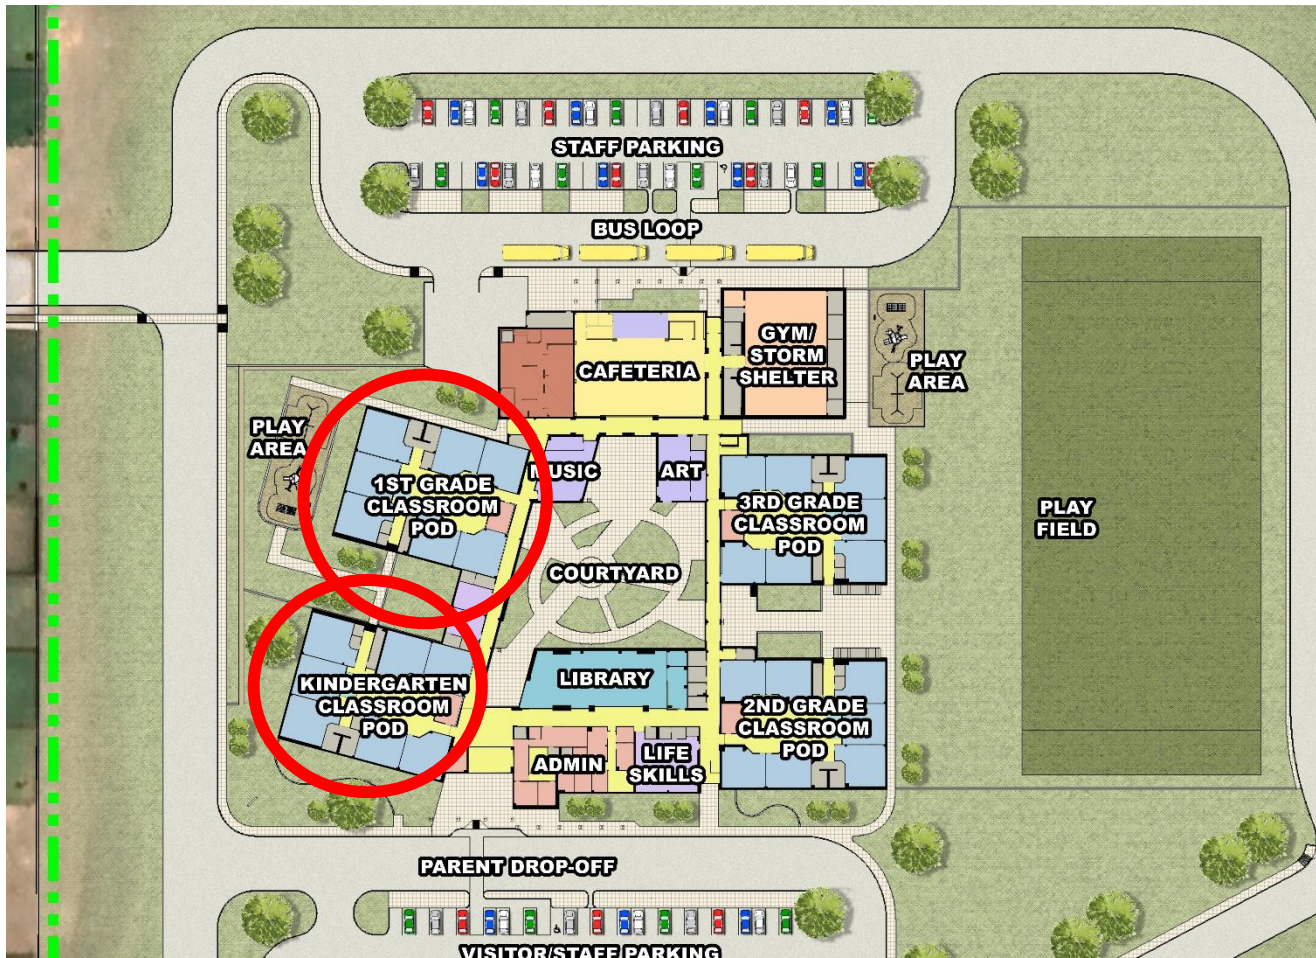 STAFF PARKING
BUS LOOP
GYM/
STORM
SHELTER
CAFETERIA
PLAY
AREA
PLAY
AREA
MUSIC
ART
1ST GRADE
CLASSROOM
POD
3RD GRADE
CLASSROOM
POD
PLAY
FIELD
COURTYARD
KINDERGARTEN
CLASSROOM
POD
LIBRARY
2ND GRADE
CLASSROOM
POD
ADMIN
LIFE
SKILLS
PARENT DROP-OFF
VISITOR/STAFF PARKING